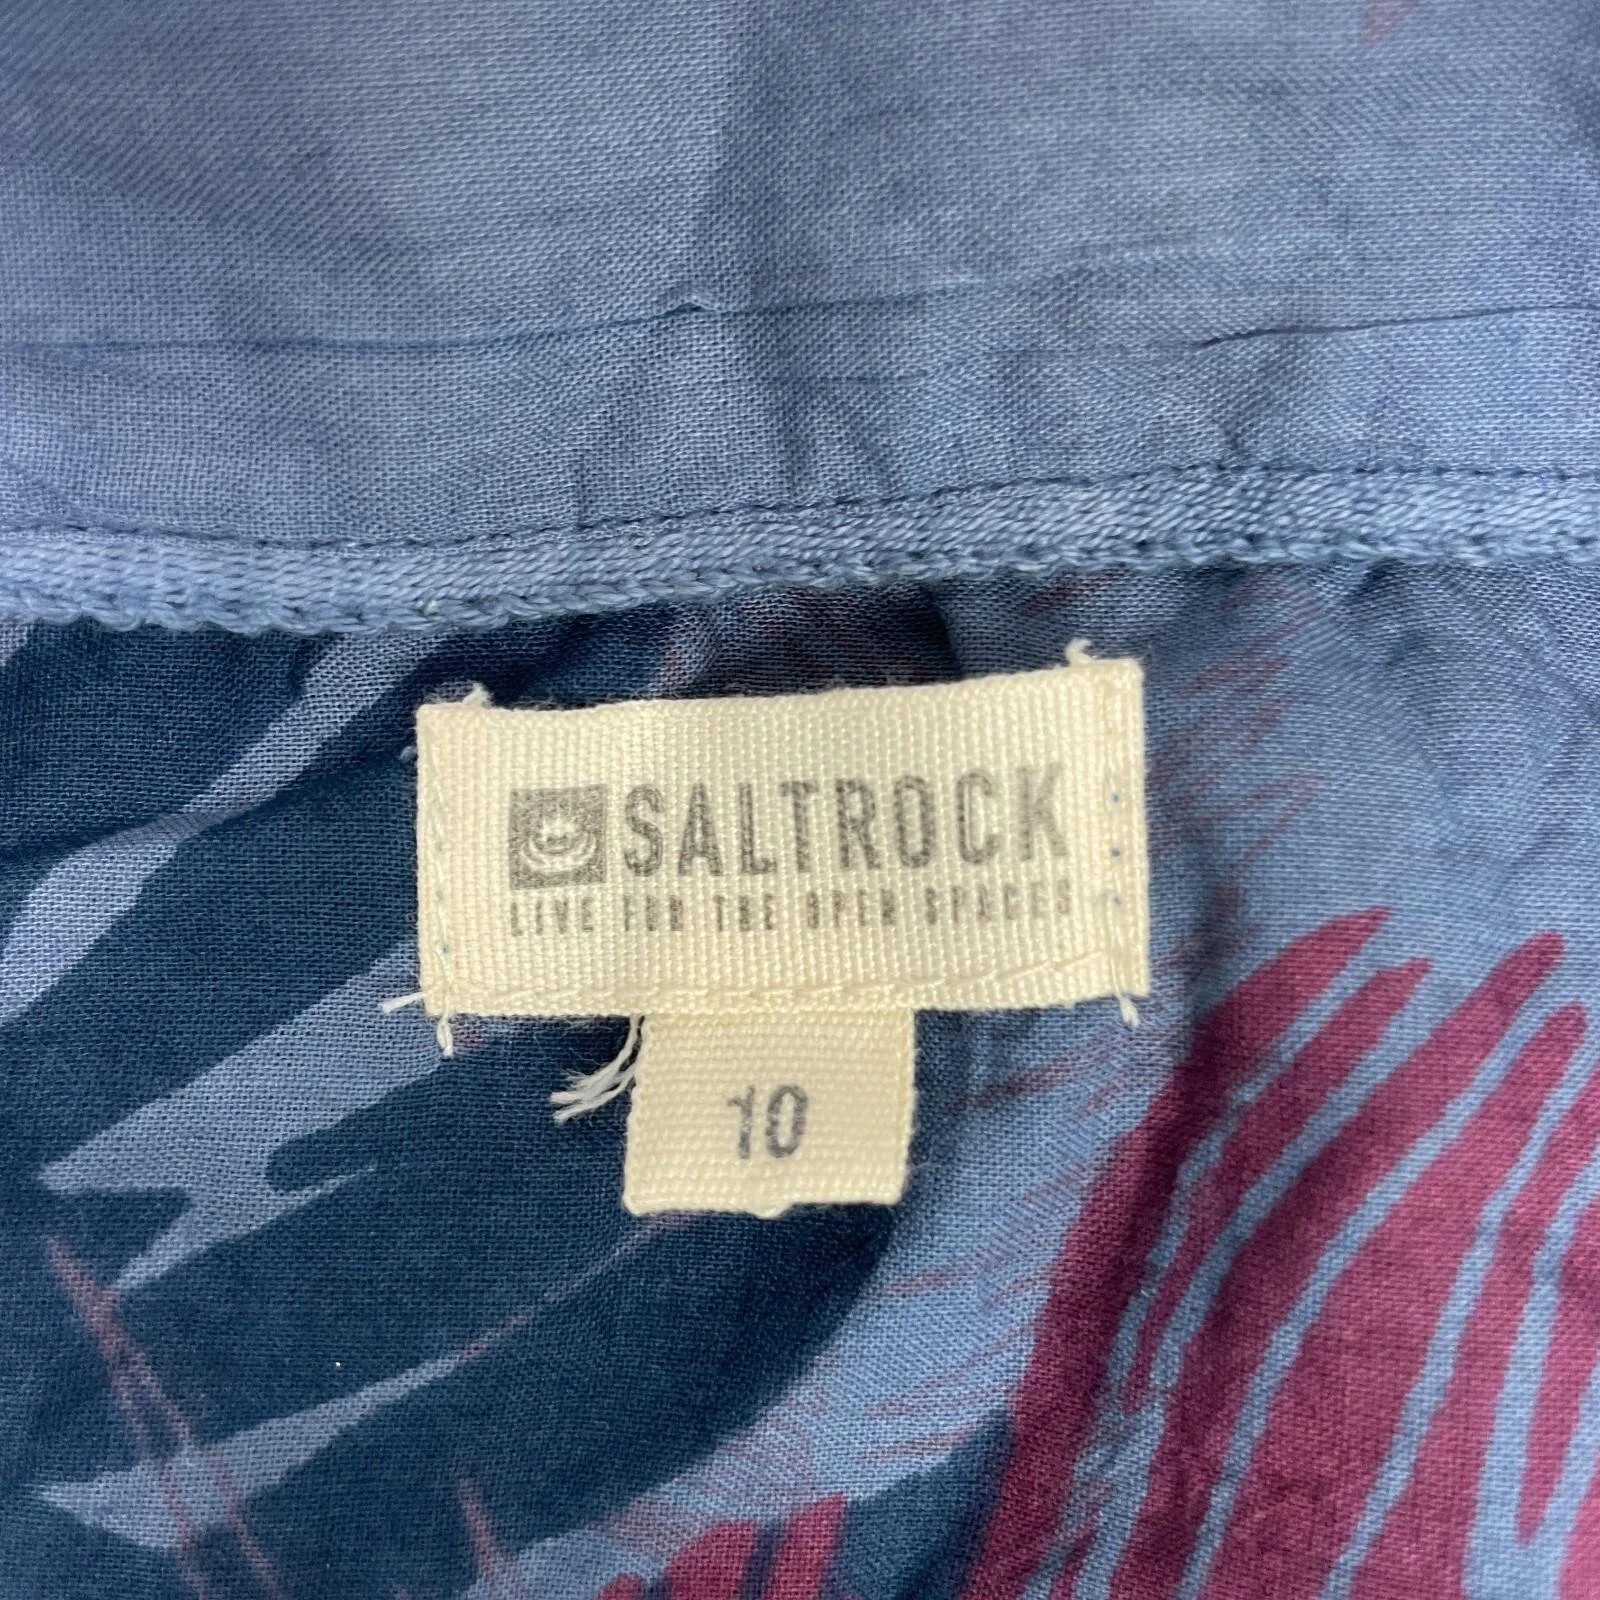 SALTROCK
LIVE FOR THE OPEN SPACES
10